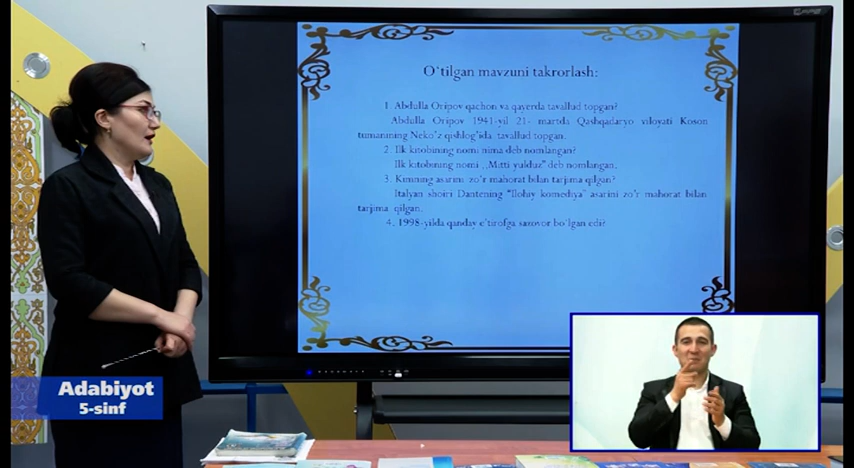 O'tilgan mavzuni takrorlash:
1. Abdulla Oripov qachon va qayerda tavallud topgan?
Abdulla Oripov 1941-yil 21- martda Qashqadaryo viloyati Koson
tumanining Neko'z qishlog'ida tavallud topgan.
2. Ilk kitobining nomi nima deb nomlangan?
Ilk kitobining nomi ,,Mitti yulduz" deb nomlangan.
3. Kimning asarini zo'r mahorat bilan tarjima qilgan?
Italyan shoiri Dantening "Ilohiy komediya" asarini zo'r mahorat bilan
tarjima qilgan.
4. 1998-yilda qanday e'tirofga sazovor bo'lgan edi?
Adabiyot
5-sinf